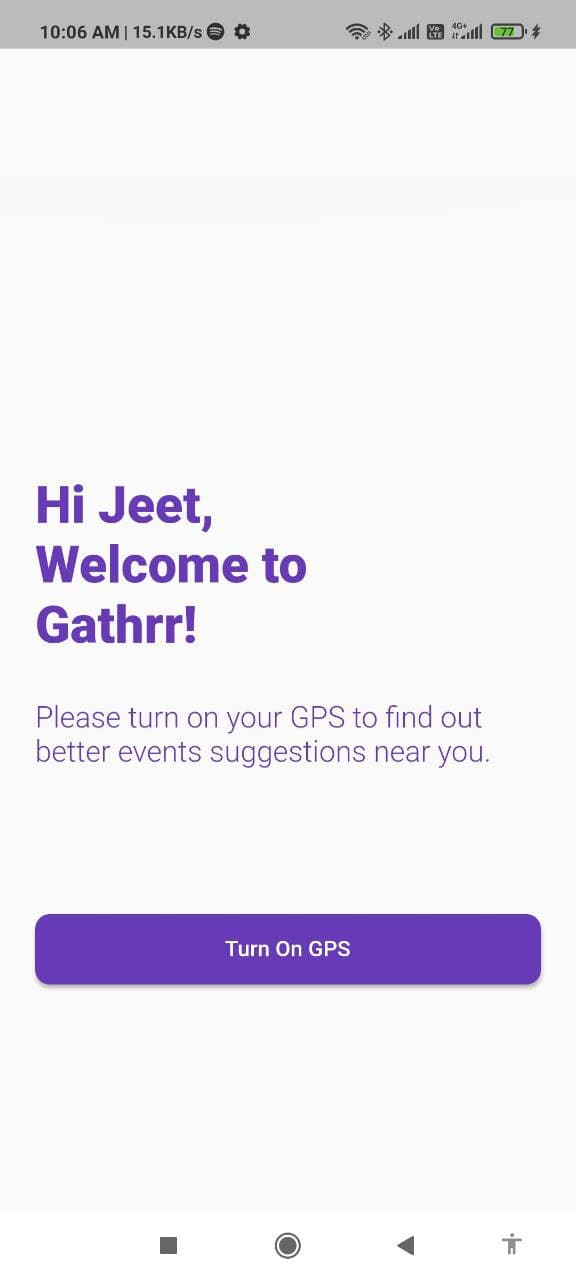 10:06 AM | 15.1KB/s
Vo LTE 4G+ 77
Hi Jeet,
Welcome to
Gathrr!
Please turn on your GPS to find out
better events suggestions near you.
Turn On GPS